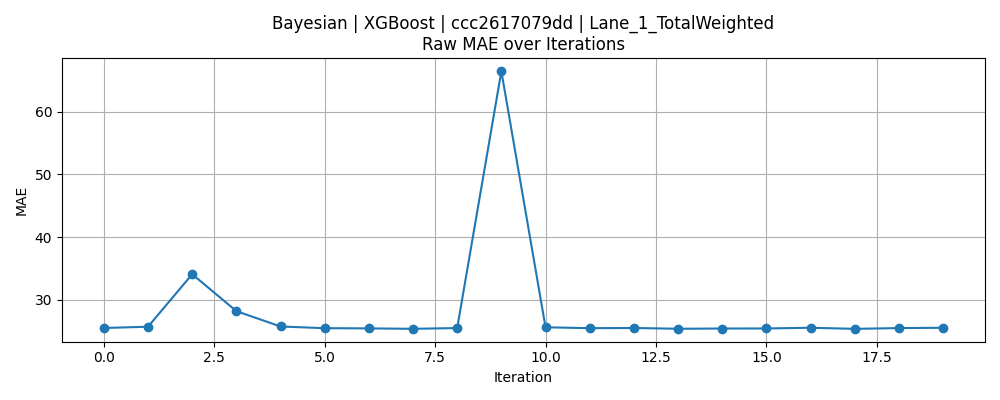 Bayesian | XGBoost | ccc2617079dd | Lane_1_TotalWeighted
Raw MAE over Iterations
60
50
40
30
MAE
0.0 2.5 5.0 7.5 10.0 12.5 15.0 17.5
Iteration